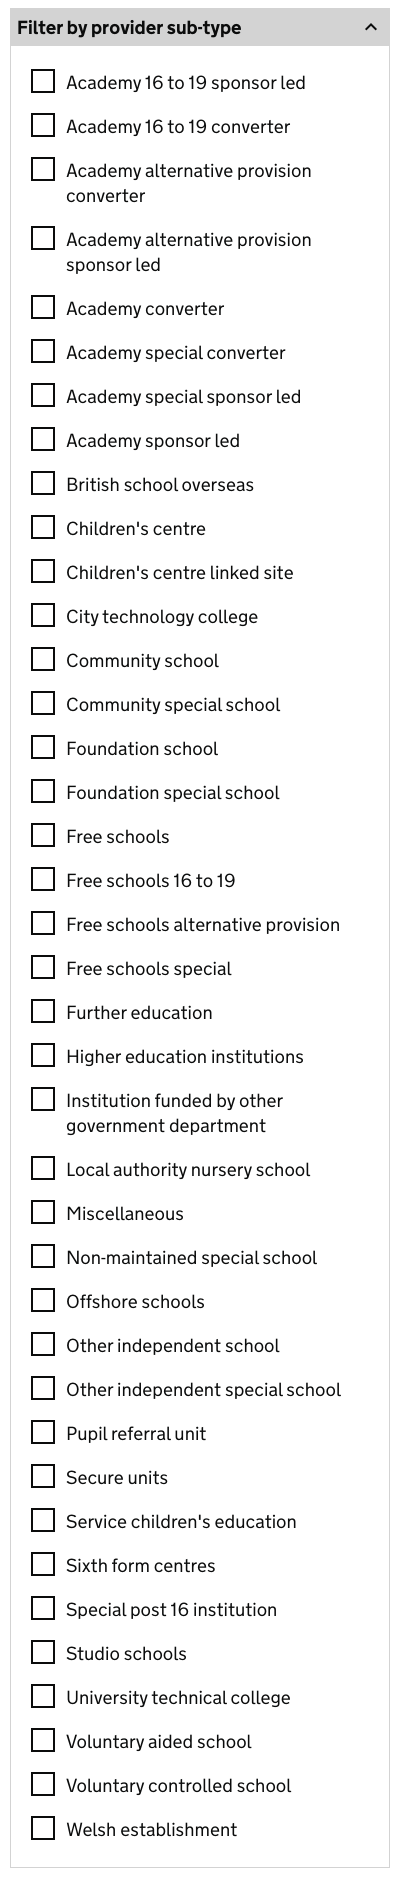 Filter by provider sub-type
Academy 16 to 19 sponsor led
Academy 16 to 19 converter
Academy alternative provision
converter
Academy alternative provision
sponsor led
Academy converter
Academy special converter
Academy special sponsor led
Academy sponsor led
British school overseas
Children's centre
Children's centre linked site
City technology college
Community school
Community special school
Foundation school
Foundation special school
Free schools
Free schools 16 to 19
Free schools alternative provision
Free schools special
Further education
Higher education institutions
Institution funded by other
government department
Local authority nursery school
Miscellaneous
Non-maintained special school
Offshore schools
Other independent school
Other independent special school
Pupil referral unit
Secure units
Service children's education
Sixth form centres
Special post 16 institution
Studio schools
University technical college
Voluntary aided school
Voluntary controlled school
Welsh establishment